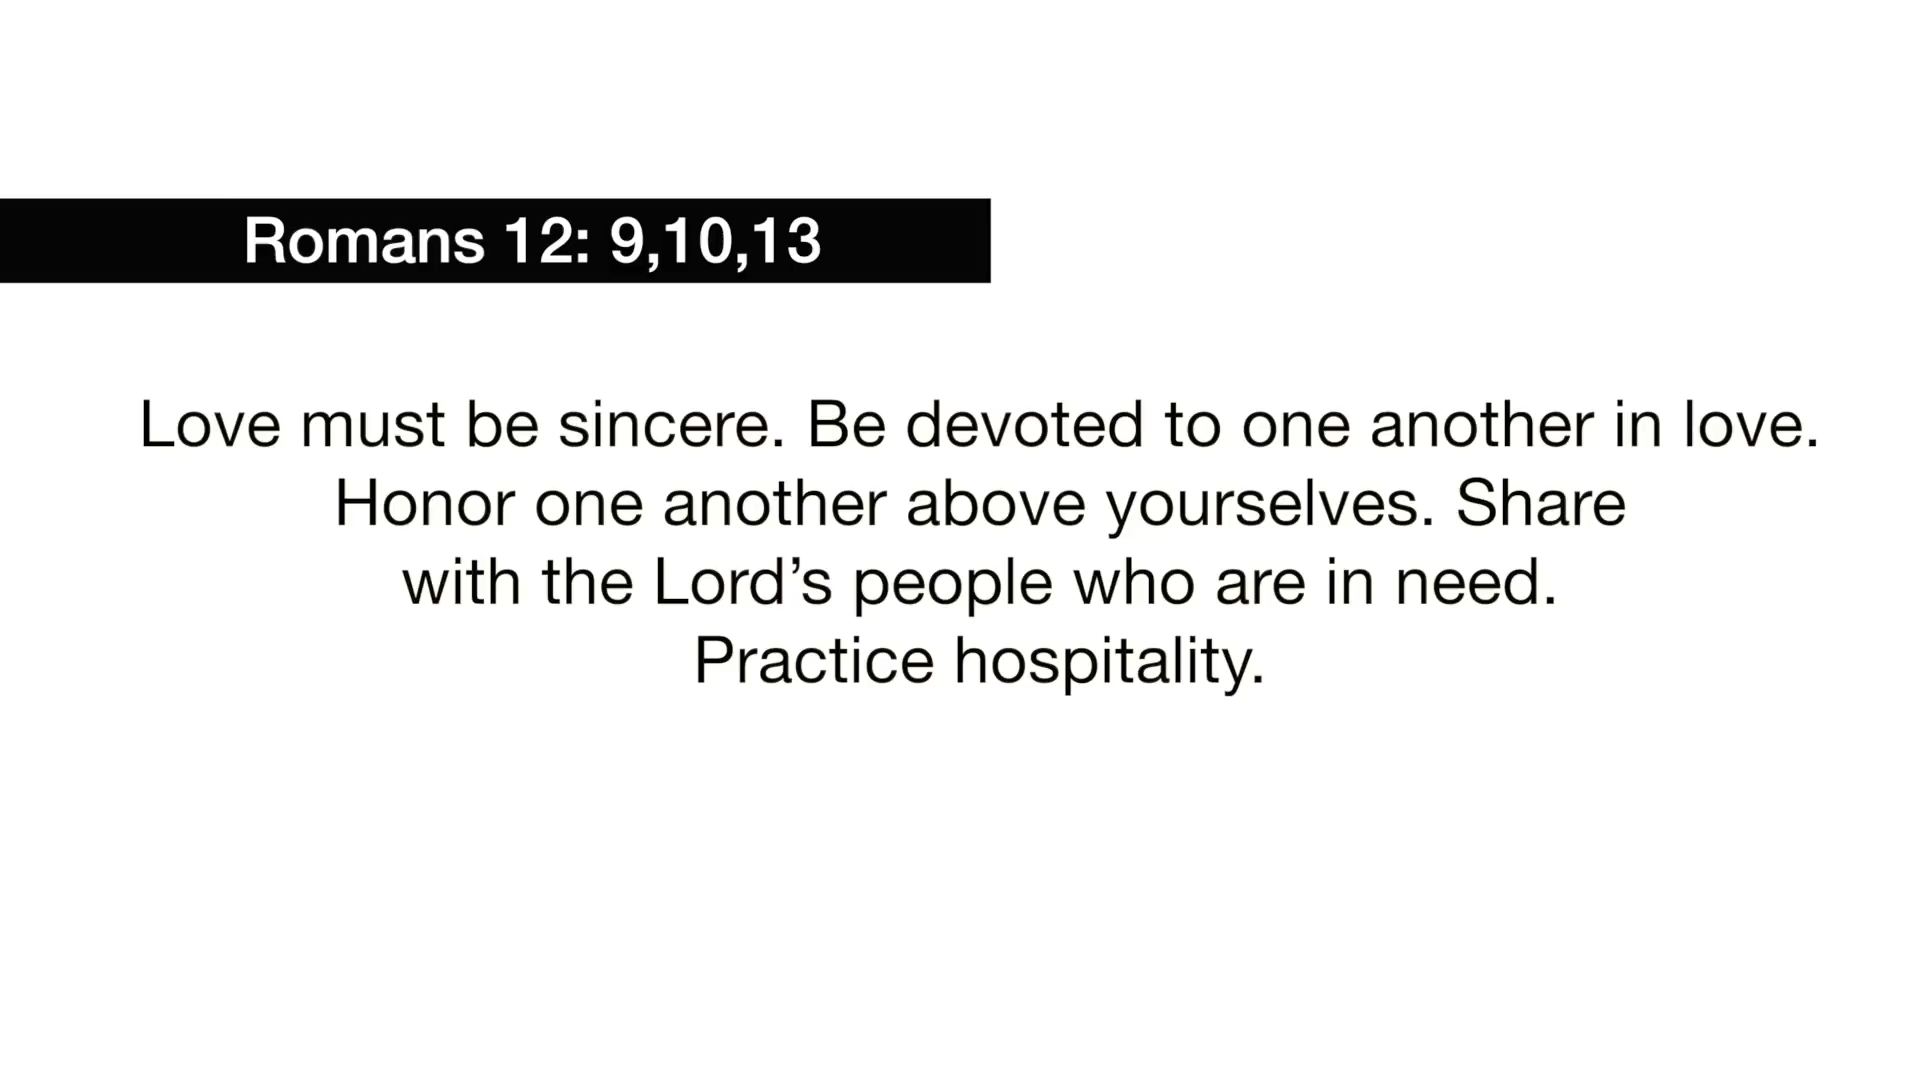 Romans 12: 9,10,13
Love must be sincere. Be devoted to one another in love.
Honor one another above yourselves. Share
with the Lord’s people who are in need.
Practice hospitality.